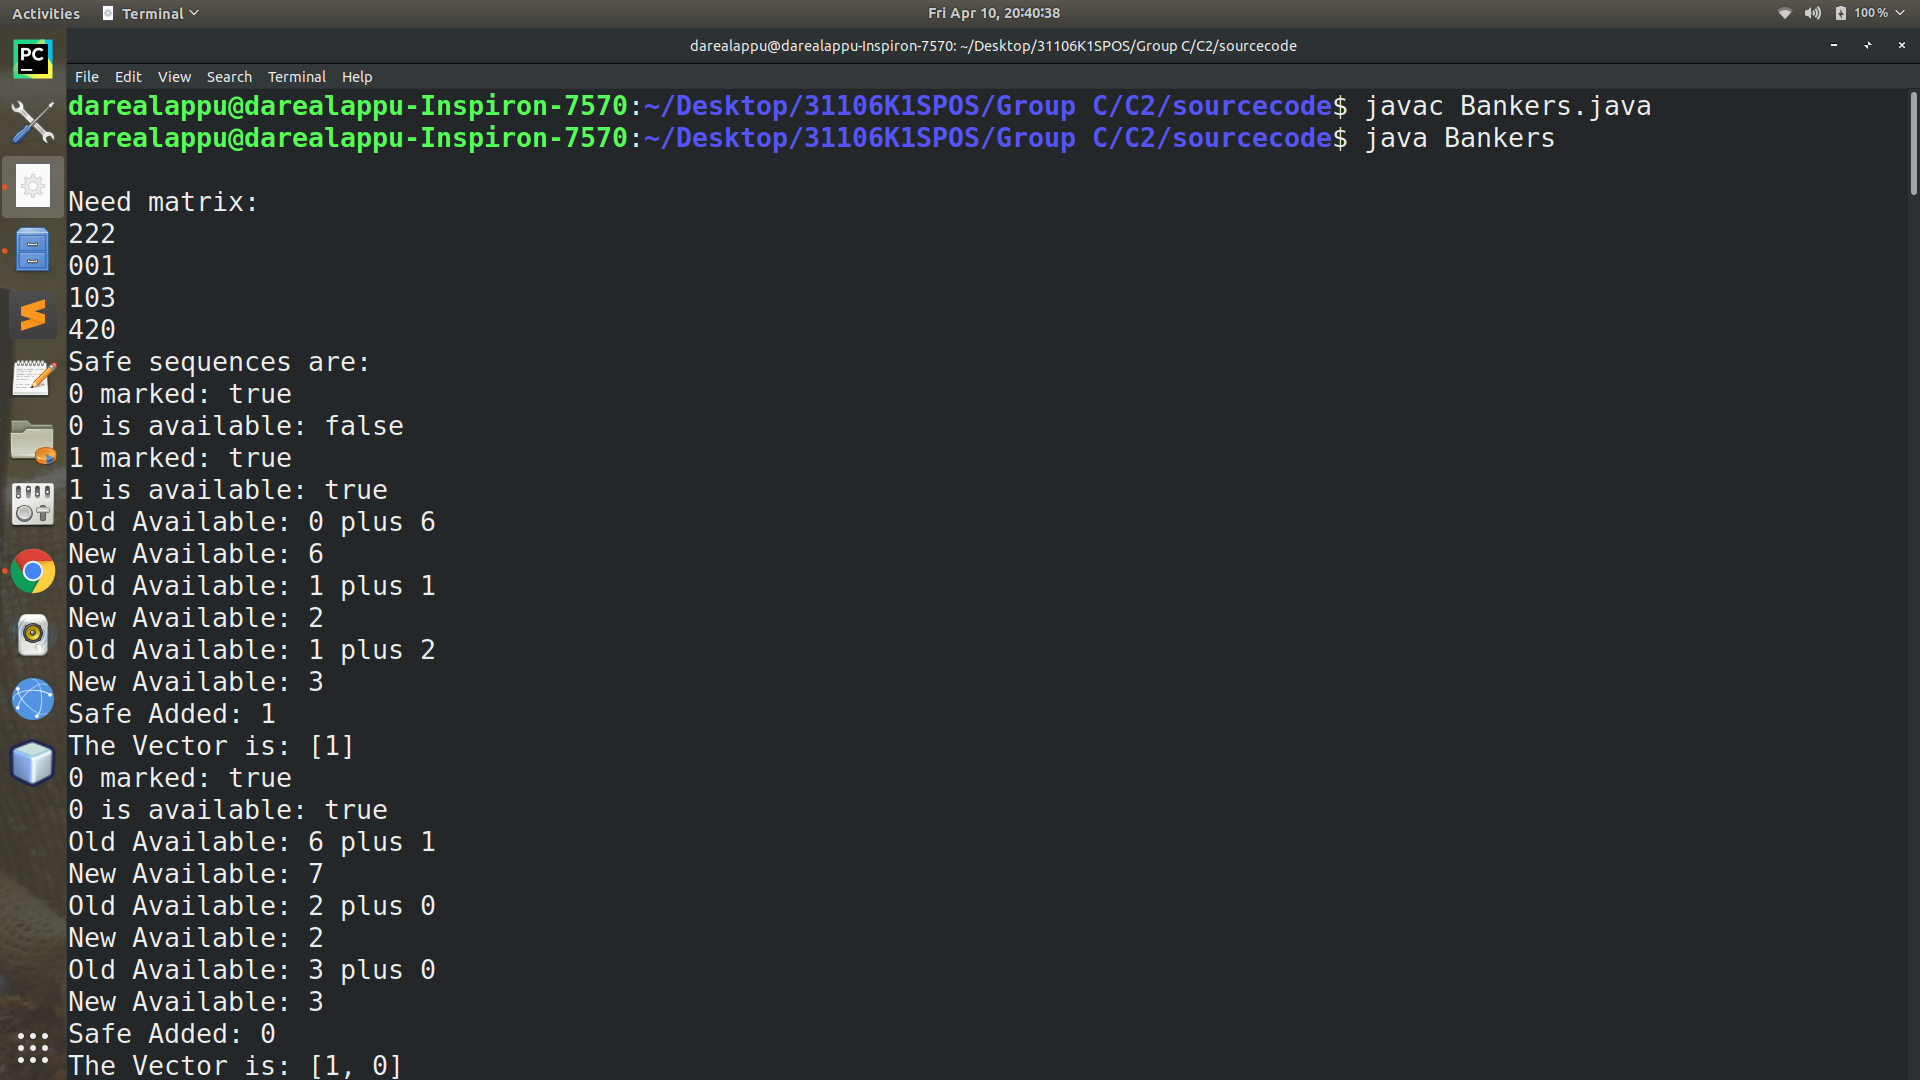 Activities Terminal Fri Apr 10, 20:40:38 100%
darealappu@darealappu-Inspiron-7570: ~/Desktop/31106K1SPOS/Group C/C2/sourcecode
File Edit View Search Terminal Help
PC
darealappu@darealappu-Inspiron-7570:~/Desktop/31106K1SPOS/Group C/C2/sourcecode$ javac Bankers.java
darealappu@darealappu-Inspiron-7570:~/Desktop/31106K1SPOS/Group C/C2/sourcecode$ java Bankers
Need matrix:
222
001
103
420
Safe sequences are:
0 marked: true
0 is available: false
1 marked: true
1 is available: true
Old Available: 0 plus 6
New Available: 6
Old Available: 1 plus 1
New Available: 2
Old Available: 1 plus 2
New Available: 3
Safe Added: 1
The Vector is: [1]
0 marked: true
0 is available: true
Old Available: 6 plus 1
New Available: 7
Old Available: 2 plus 0
New Available: 2
Old Available: 3 plus 0
New Available: 3
Safe Added: 0
The Vector is: [1, 0]